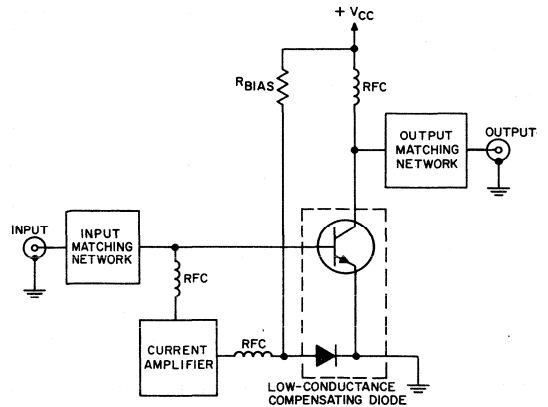 + VCC
RBIAS
RFC
OUTPUT
MATCHING
NETWORK
OUTPUT
INPUT
INPUT
MATCHING
NETWORK
RFC
CURRENT
AMPLIFIER
RFC
LOW-CONDUCTANCE
COMPENSATING DIODE